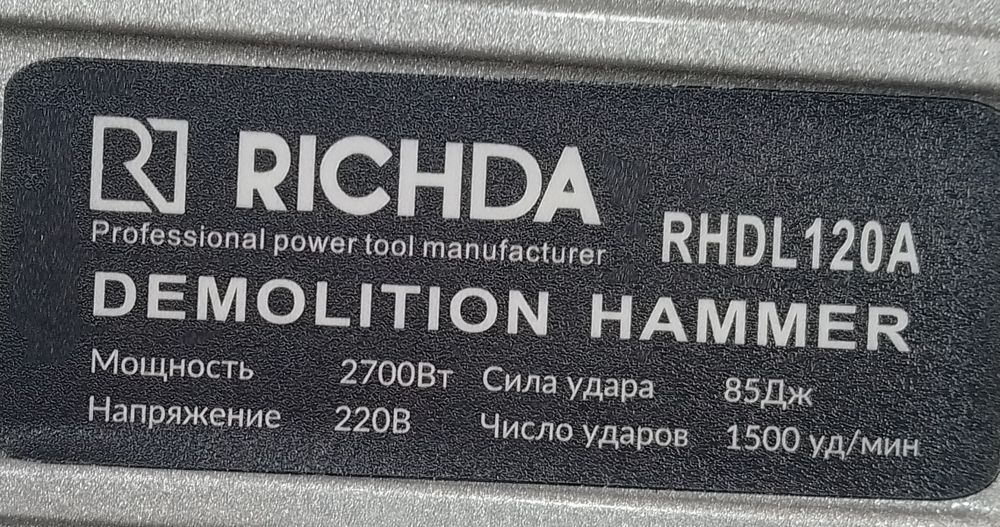 RICHDA
Professional power tool manufacturer
RHDL120A
DEMOLITION HAMMER
Мощность 2700Вт Сила удара 85Дж
Напряжение 220В Число ударов 1500 уд/мин